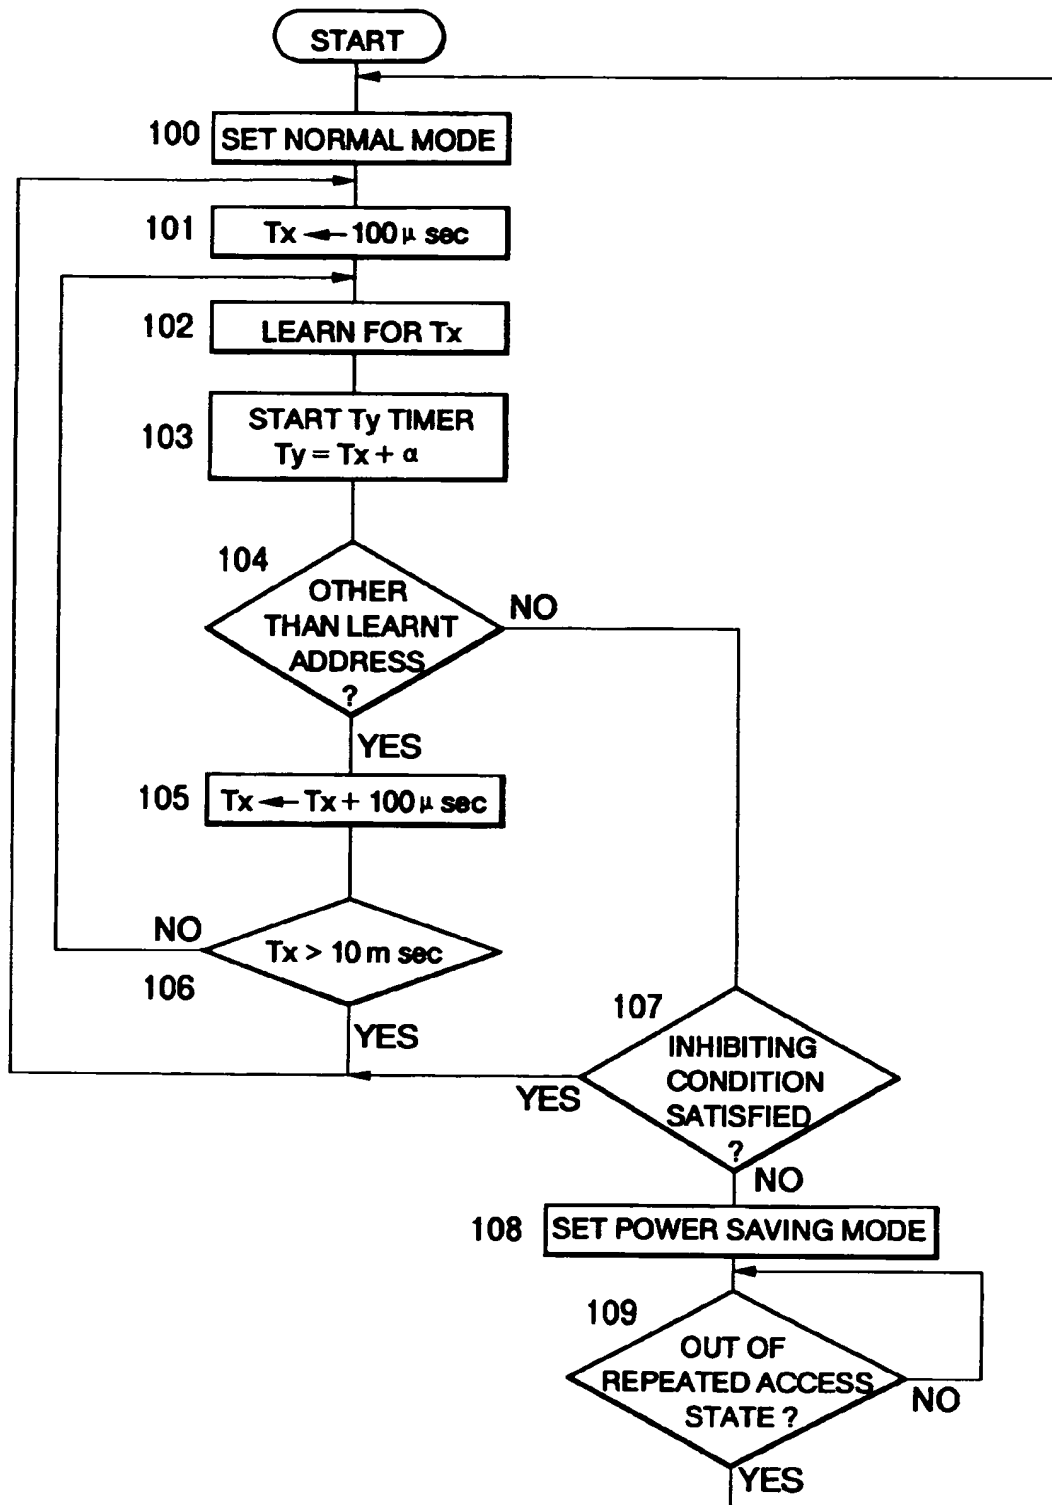 START
100
SET NORMAL MODE
101
Tx ← 100 μ sec
102
LEARN FOR Tx
103
START Ty TIMER
Ty = Tx + α
104
OTHER
THAN LEARNT
ADDRESS
?
NO
YES
105
Tx ← Tx + 100 μ sec
NO
Tx > 10 m sec
106
YES
107
INHIBITING
CONDITION
SATISFIED
?
YES
NO
108
SET POWER SAVING MODE
109
OUT OF
REPEATED ACCESS
STATE ?
NO
YES